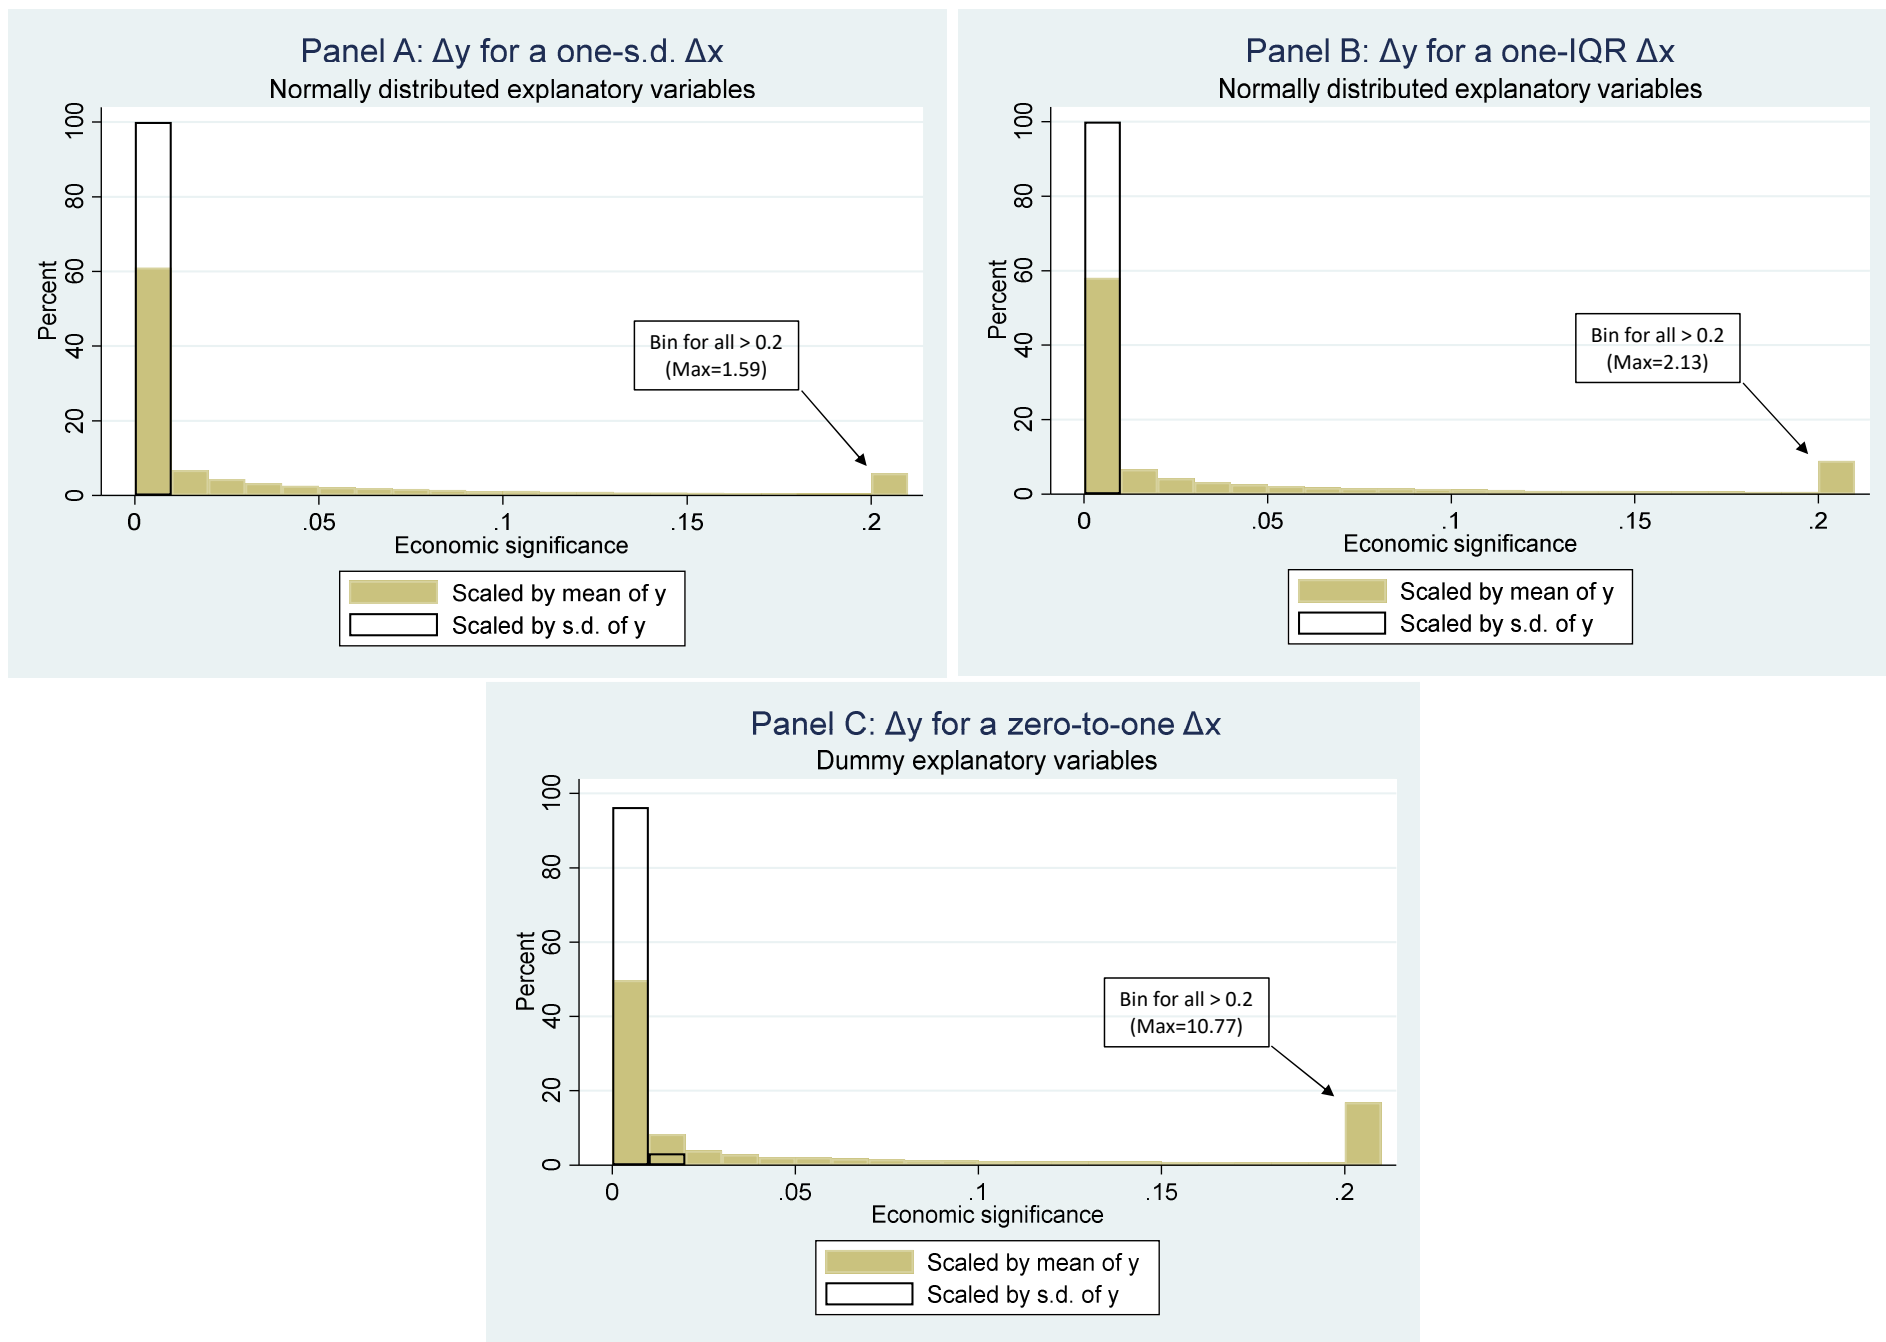 Panel A: Δy for a one-s.d. Δx
Normally distributed explanatory variables
Percent
100
80
60
40
20
0
Bin for all > 0.2
(Max=1.59)
0 .05 .1 .15 .2
Economic significance
Scaled by mean of y
Scaled by s.d. of y
Panel B: Δy for a one-IQR Δx
Normally distributed explanatory variables
Percent
100
80
60
40
20
0
Bin for all > 0.2
(Max=2.13)
0 .05 .1 .15 .2
Economic significance
Scaled by mean of y
Scaled by s.d. of y
Panel C: Δy for a zero-to-one Δx
Dummy explanatory variables
Percent
100
80
60
40
20
0
Bin for all > 0.2
(Max=10.77)
0 .05 .1 .15 .2
Economic significance
Scaled by mean of y
Scaled by s.d. of y